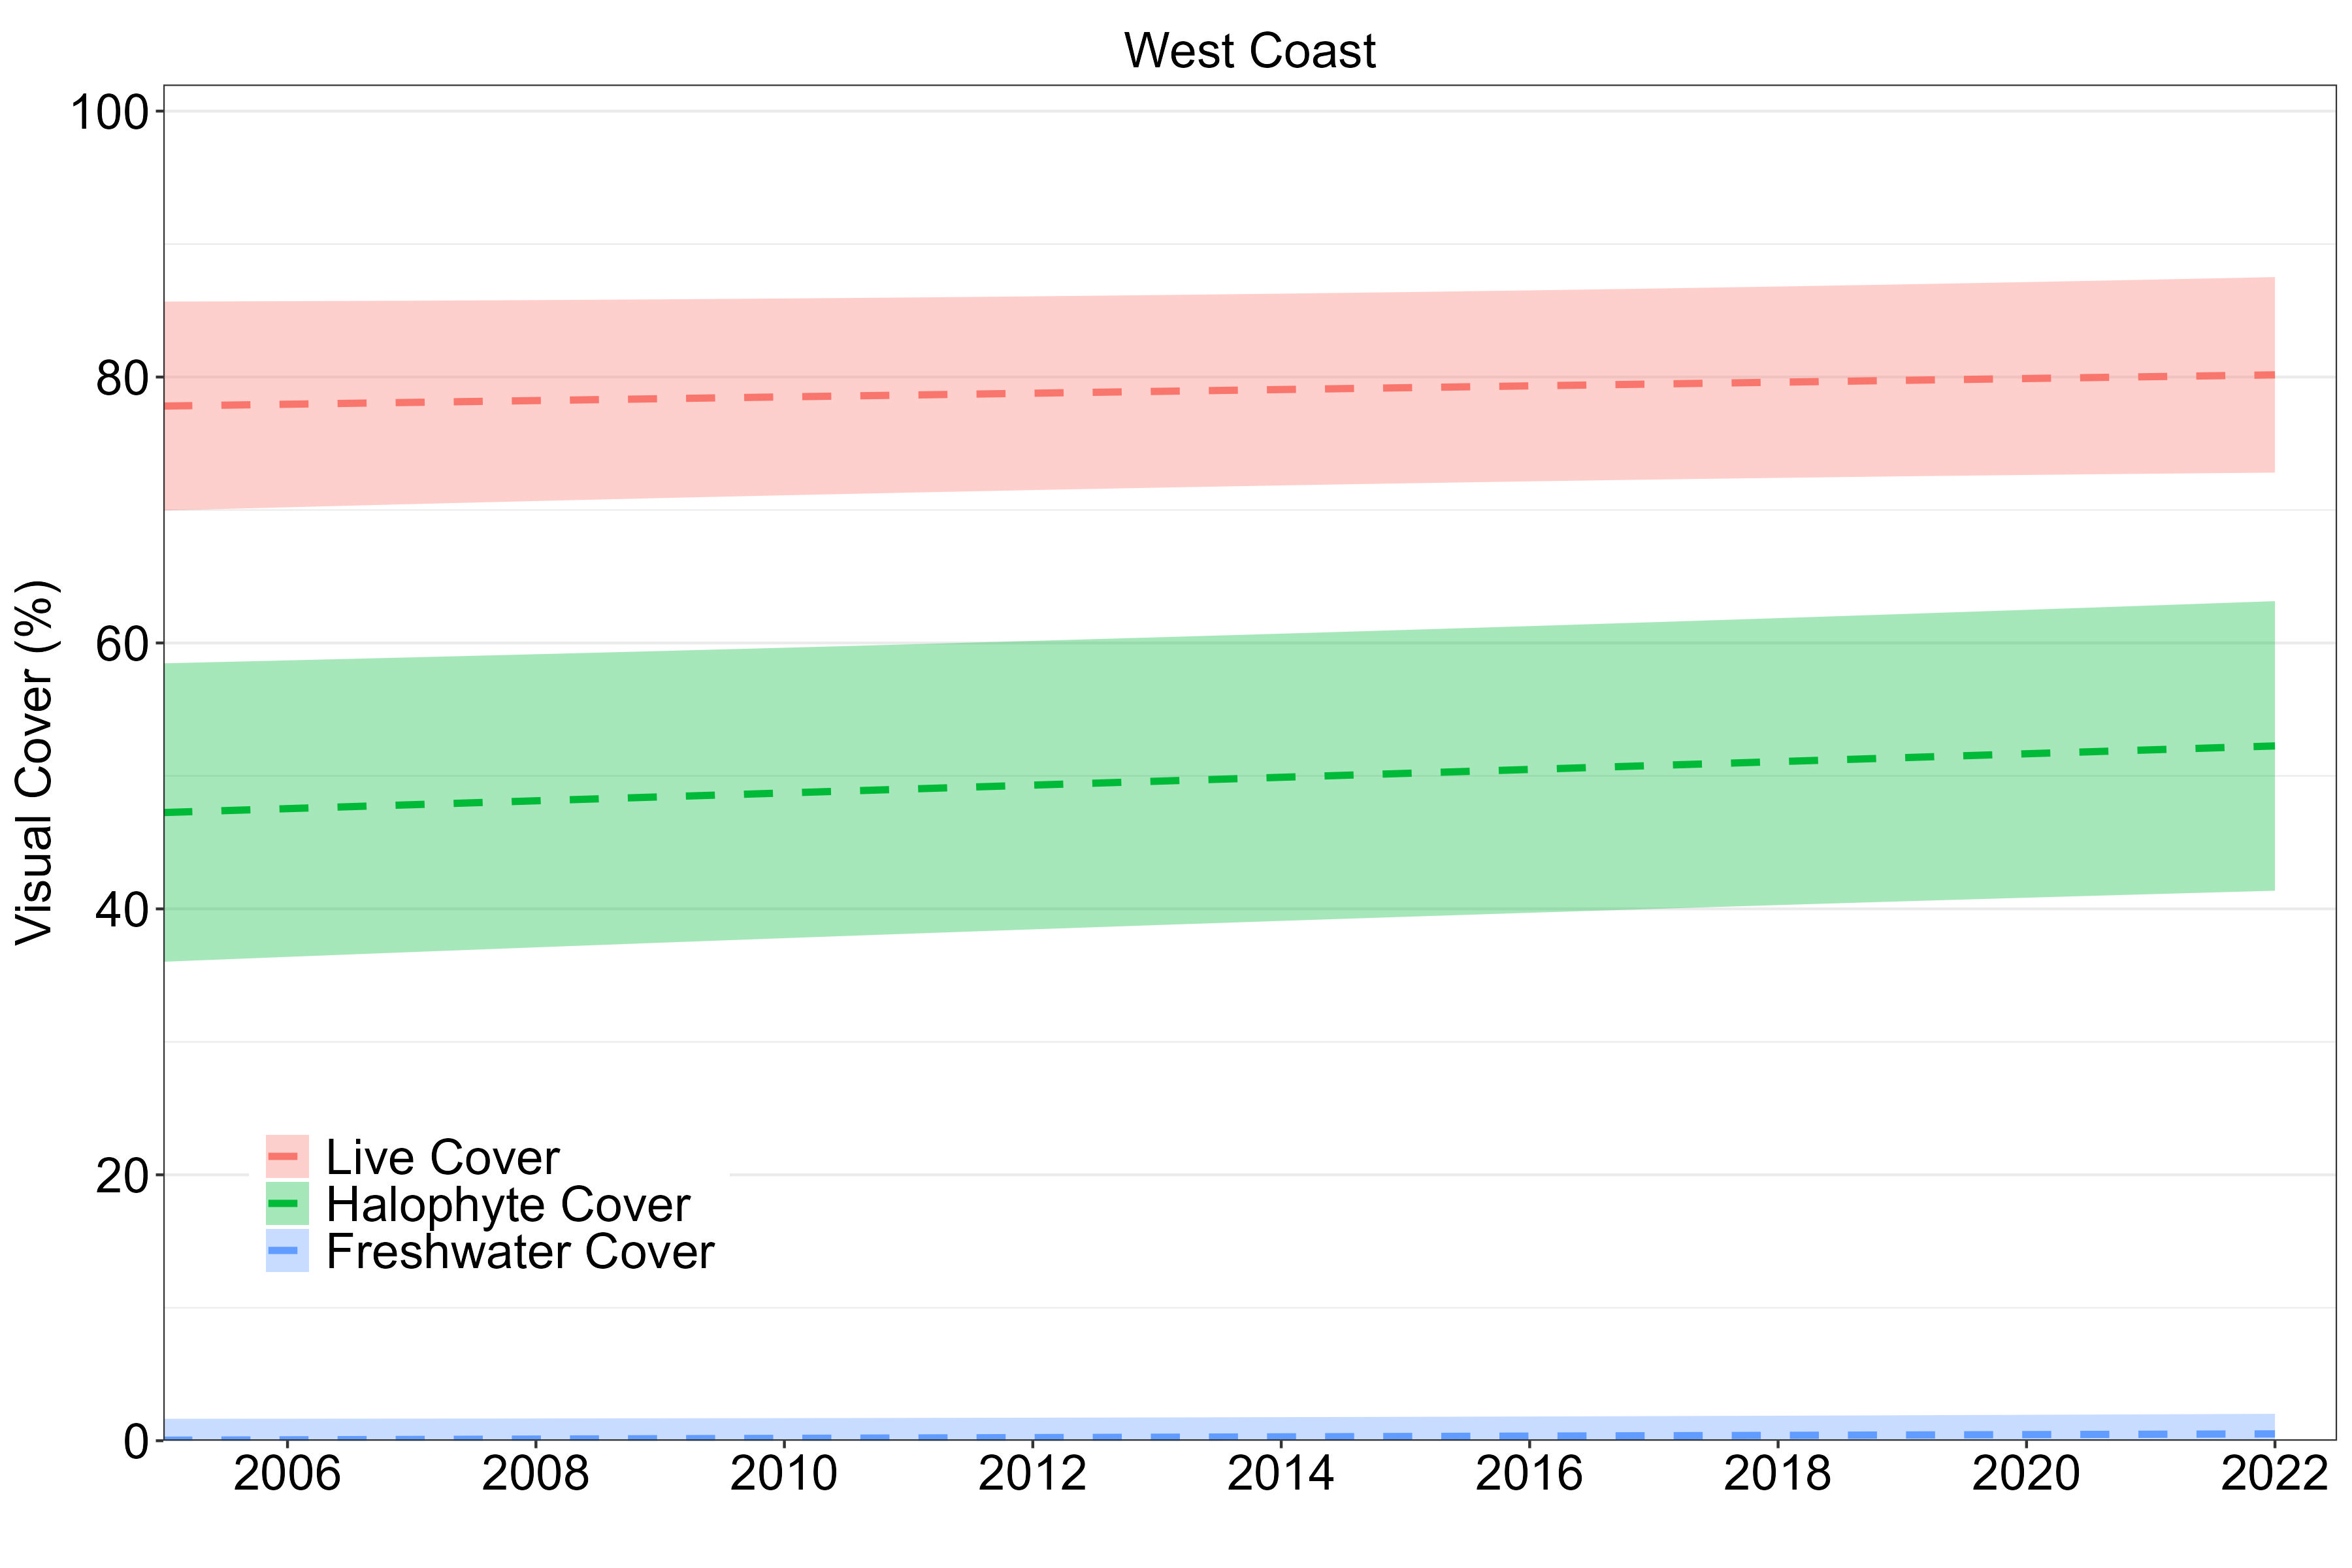 West Coast
100
80
60
40
20
0
Visual Cover (%)
Live Cover
Halophyte Cover
Freshwater Cover
2006 2008 2010 2012 2014 2016 2018 2020 2022